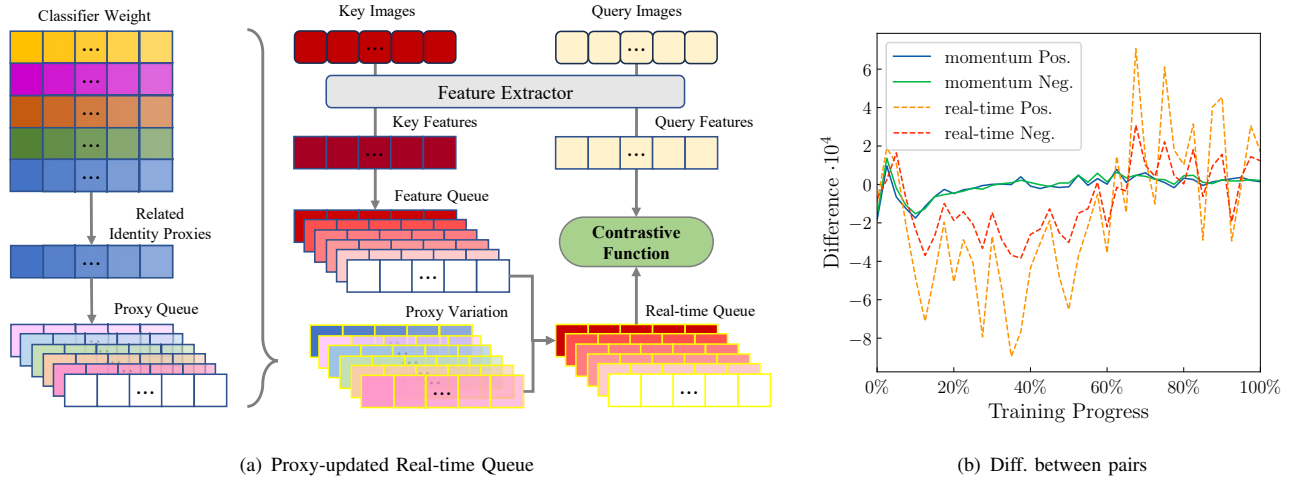 Classifier Weight
...
...
...
...
...
Related
Identity Proxies
...
Proxy Queue
...
Key Images
...
Query Images
...
Feature Extractor
Key Features
...
Query Features
...
Feature Queue
...
Contrastive
Function
Proxy Variation
...
Real-time Queue
...
(a) Proxy-updated Real-time Queue
momentum Pos.
momentum Neg.
real-time Pos.
real-time Neg.
Difference ·10⁴
6
4
2
0
−2
−4
−6
−8
0%
20%
40%
60%
80%
100%
Training Progress
(b) Diff. between pairs